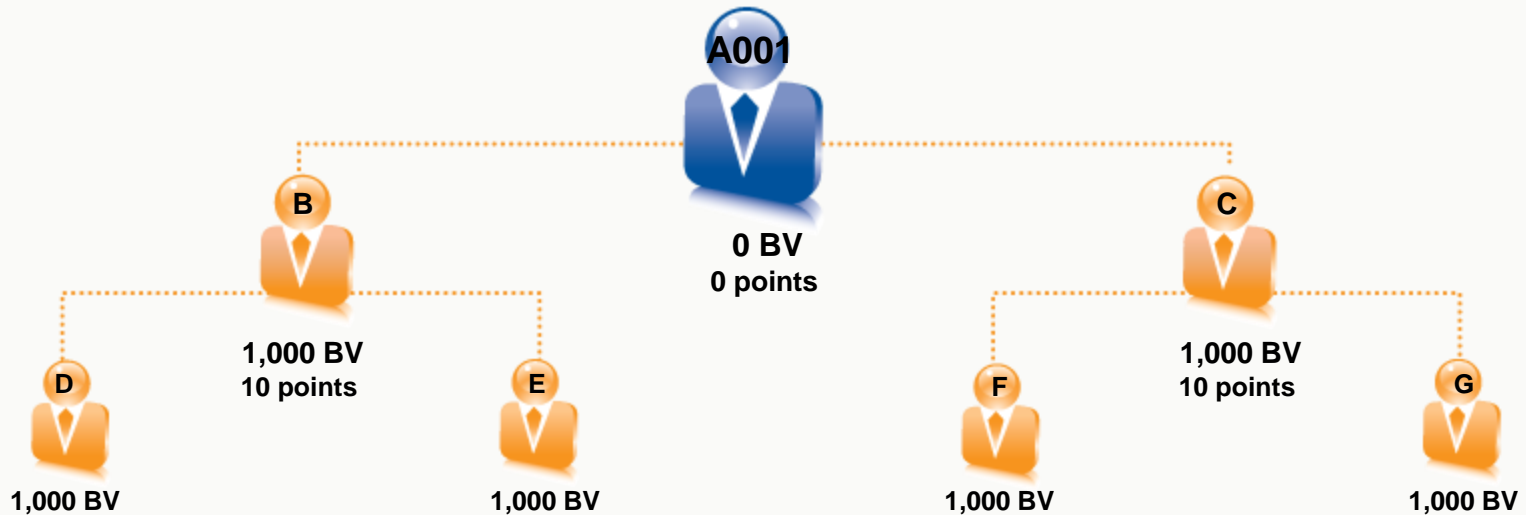 A001
B
C
0 BV
0 points
1,000 BV
10 points
1,000 BV
10 points
D
E
F
G
1,000 BV
1,000 BV
1,000 BV
1,000 BV